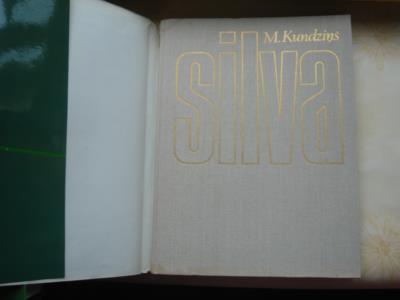 M. Kundziņš
silva